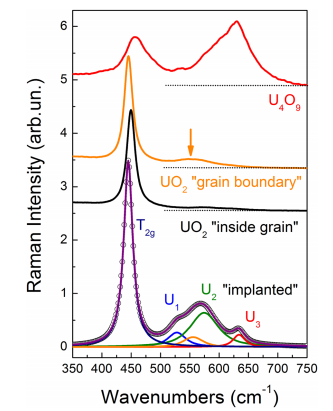 6
5
4
3
2
1
0
Raman Intensity (arb.un.)
U₄O₉
UO₂ "grain boundary"
UO₂ "inside grain"
T₂g
U₁
U₂ "implanted"
U₃
350 400 450 500 550 600 650 700 750
Wavenumbers (cm⁻¹)